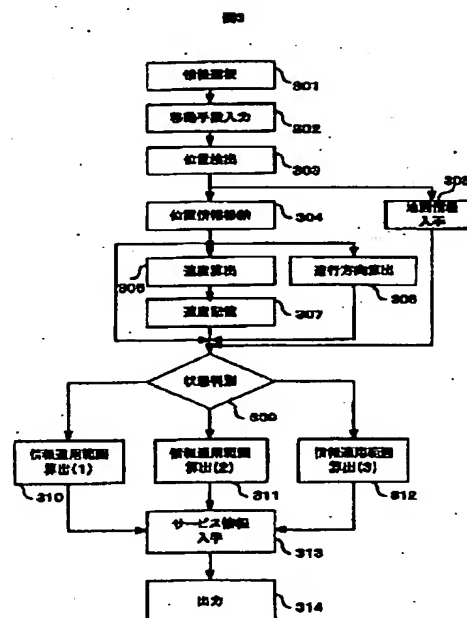 図3
情報選択
301
移動手段入力
302
位置検出
303
308
位置情報移動
304
地図情報
入手
305
速度算出
進行方向算出
306
速度記憶
307
状態判別
309
情報適用範囲
算出(1)
310
情報適用範囲
算出(2)
311
情報適用範囲
算出(3)
312
サービス情報
入手
313
出力
314